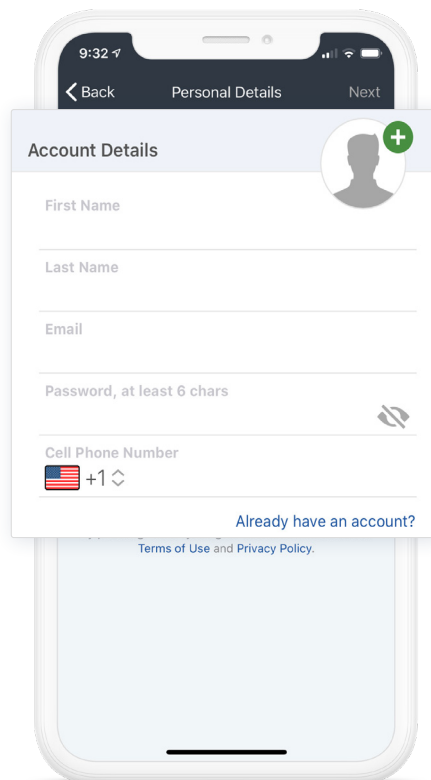 9:32
Back Personal Details Next
Account Details
First Name
Last Name
Email
Password, at least 6 chars
Cell Phone Number
+1
Already have an account?
Terms of Use and Privacy Policy.